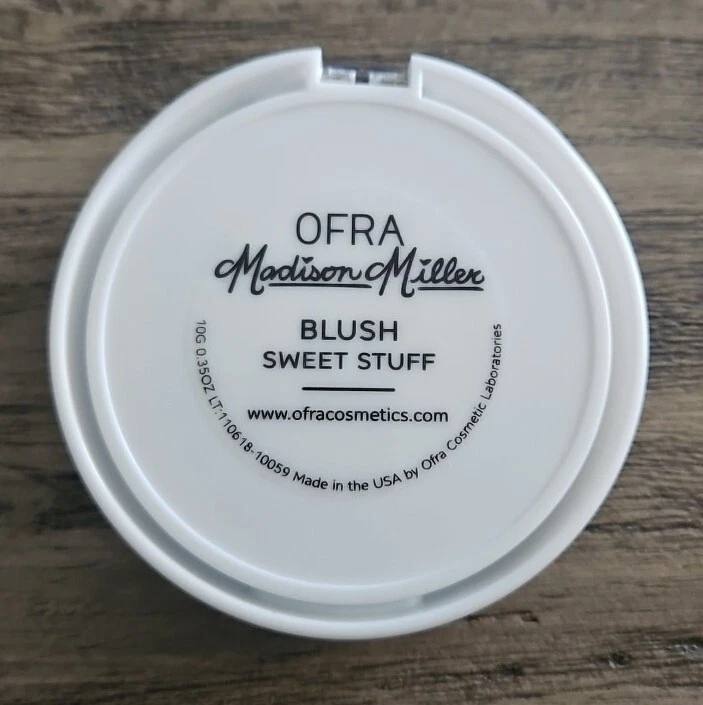 OFRA
Madison Miller
BLUSH
SWEET STUFF
www.ofracosmetics.com
10G 0.35OZ LT:110618-10059 Made in the USA by Ofra Cosmetic Laboratories